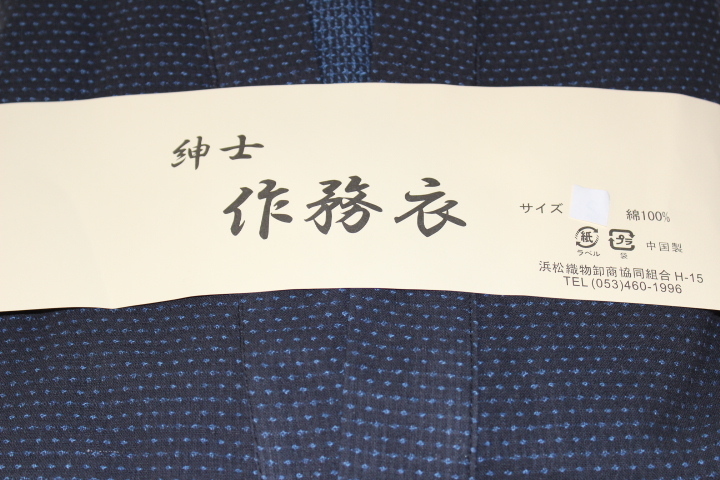 紳士
作務衣
サイズ 綿100%
紙 プラ 中国製
ラベル 袋
浜松織物卸商協同組合 H-15
TEL (053)460-1996